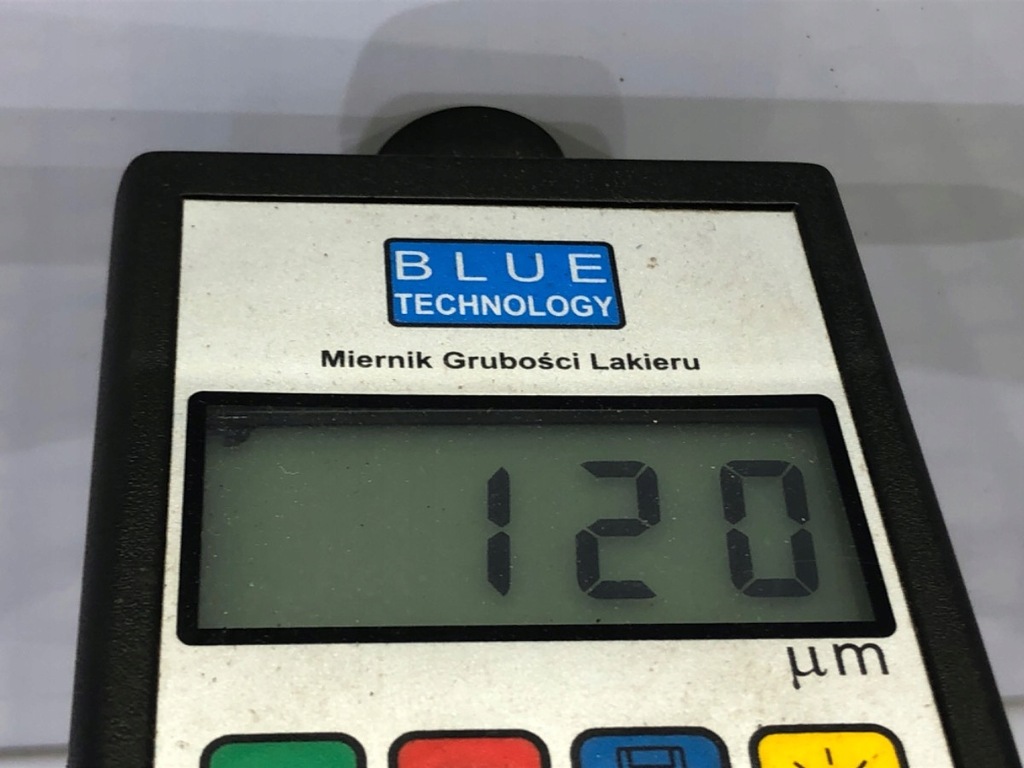 BLUE
TECHNOLOGY
Miernik Grubości Lakieru
120
µm